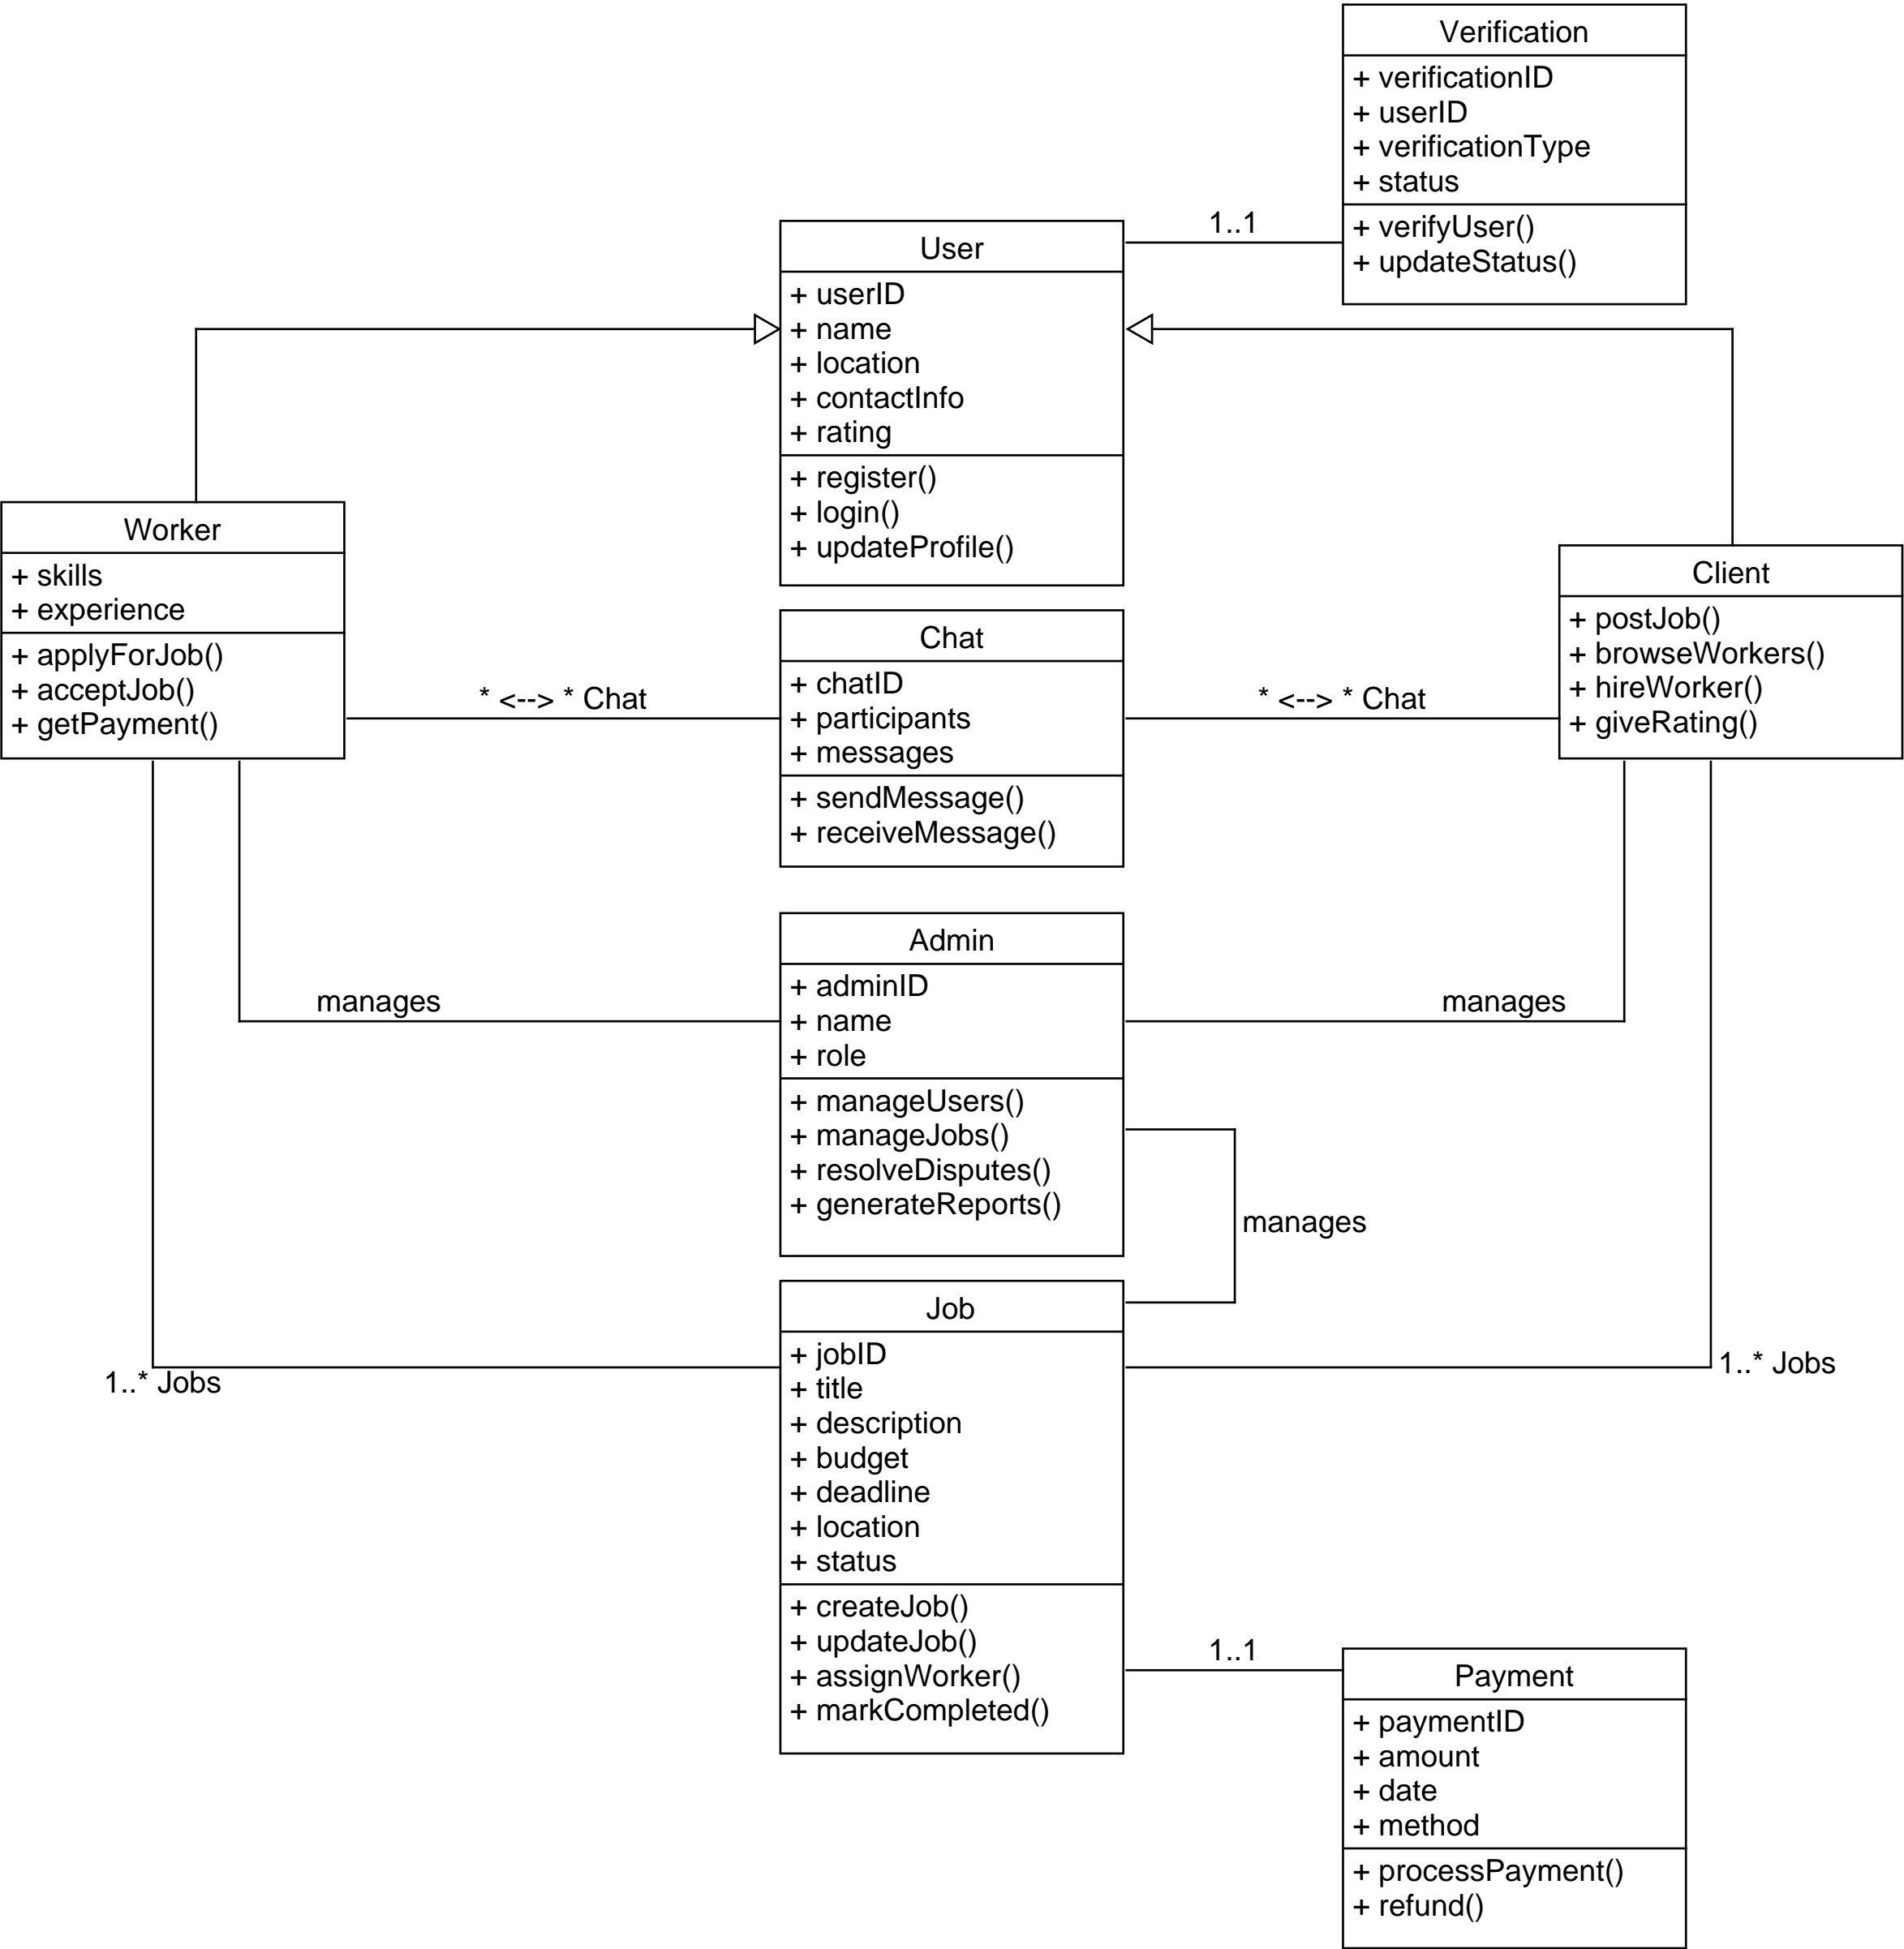 Verification
+ verificationID
+ userID
+ verificationType
+ status
+ verifyUser()
+ updateStatus()
1..1
User
+ userID
+ name
+ location
+ contactInfo
+ rating
+ register()
+ login()
+ updateProfile()
Worker
+ skills
+ experience
+ applyForJob()
+ acceptJob()
+ getPayment()
Client
+ postJob()
+ browseWorkers()
+ hireWorker()
+ giveRating()
* <--> * Chat
Chat
+ chatID
+ participants
+ messages
+ sendMessage()
+ receiveMessage()
* <--> * Chat
manages
Admin
+ adminID
+ name
+ role
+ manageUsers()
+ manageJobs()
+ resolveDisputes()
+ generateReports()
manages
manages
1..* Jobs
Job
+ jobID
+ title
+ description
+ budget
+ deadline
+ location
+ status
+ createJob()
+ updateJob()
+ assignWorker()
+ markCompleted()
1..* Jobs
1..1
Payment
+ paymentID
+ amount
+ date
+ method
+ processPayment()
+ refund()